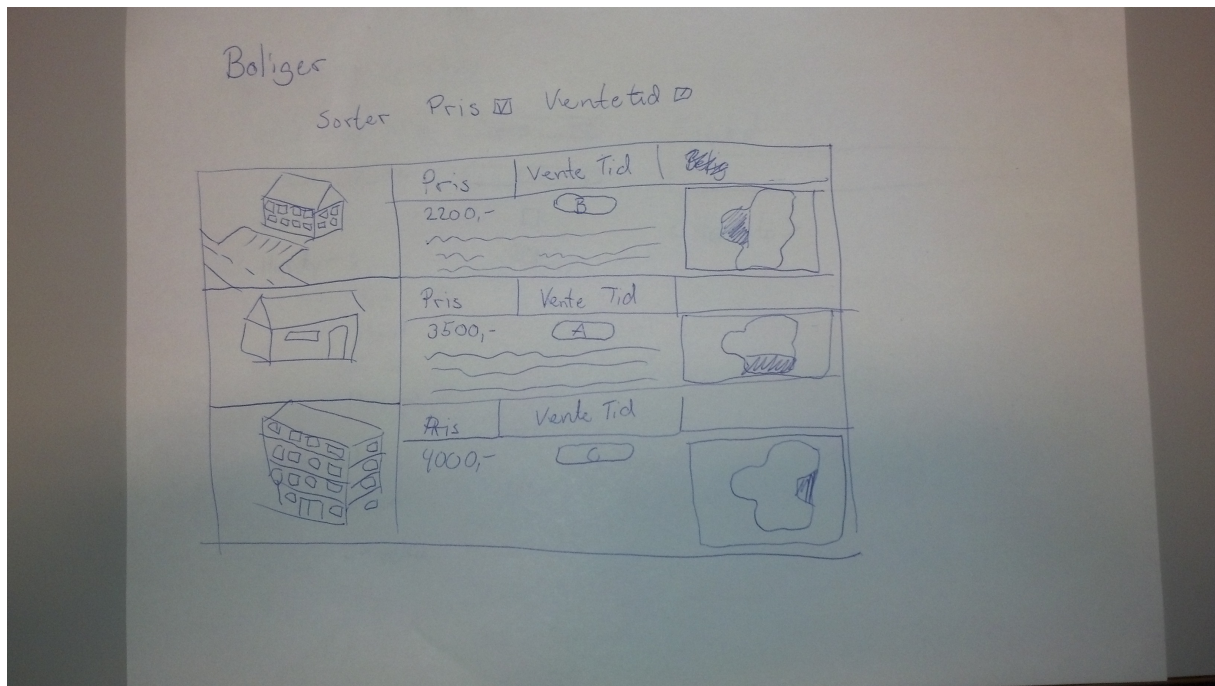 Boliger
Sorter Pris Ventetid
Pris Vente Tid
2200,- B
Pris Vente Tid
3500,- A
Pris Vente Tid
4000,- C